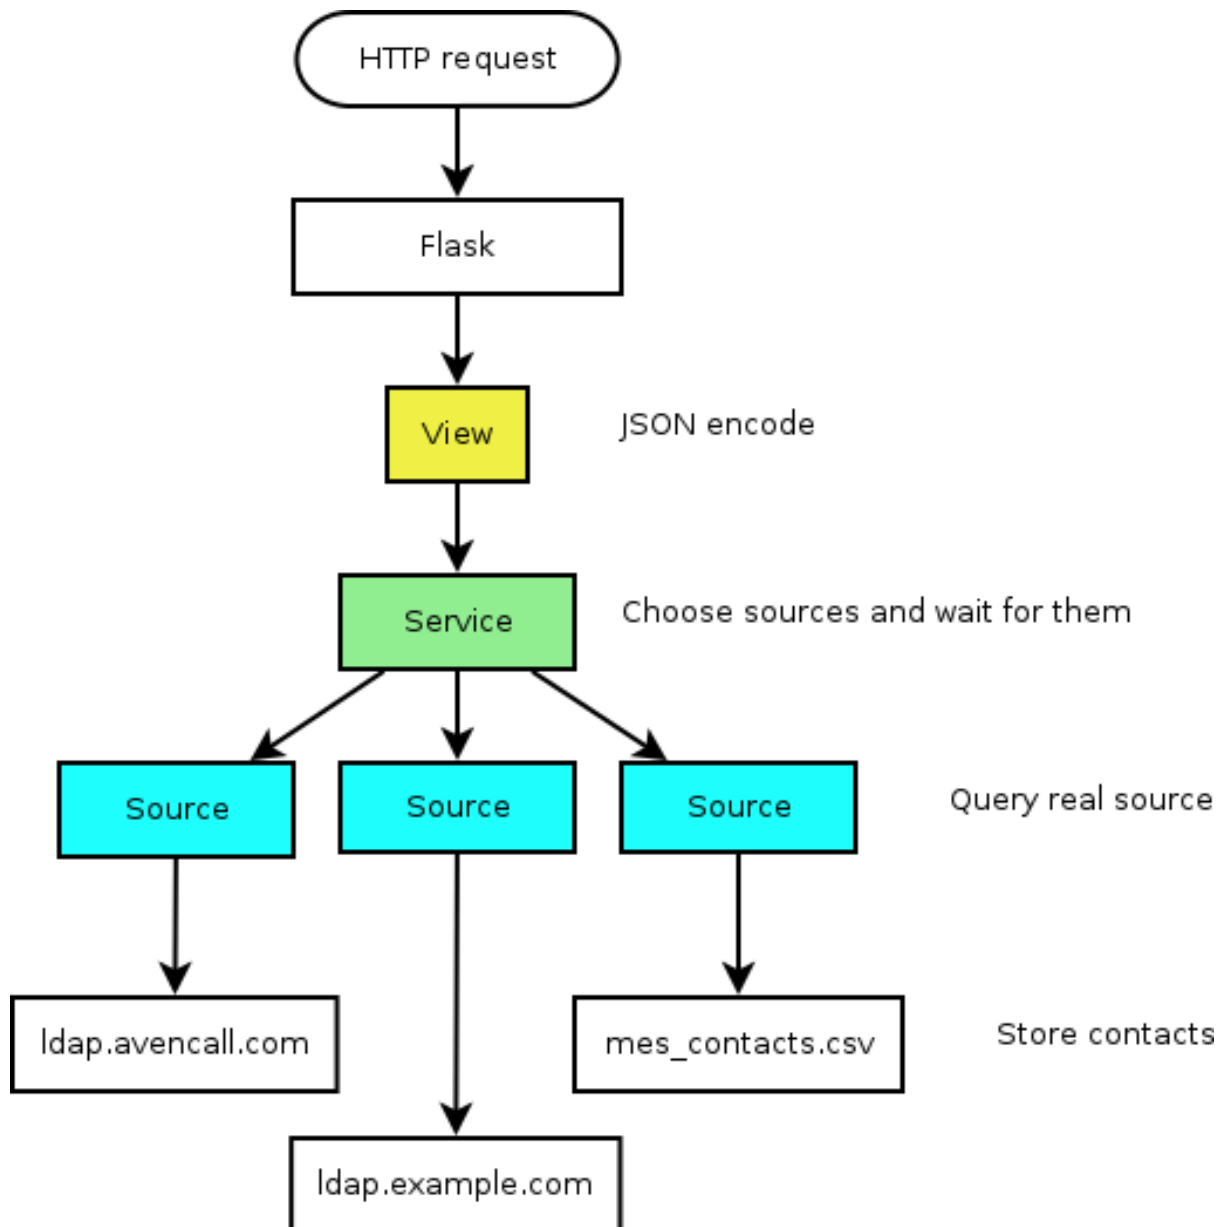 HTTP request
Flask
View
JSON encode
Service
Choose sources and wait for them
Source
Source
Source
Query real source
ldap.avencall.com
mes_contacts.csv
Store contacts
ldap.example.com